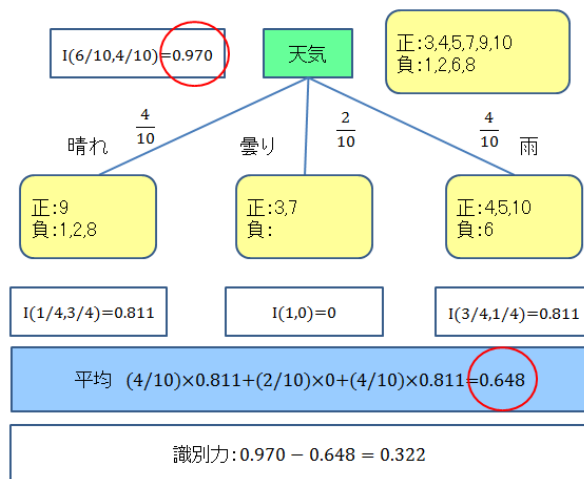 I(6/10,4/10)=0.970
天気
正:3,4,5,7,9,10
負:1,2,6,8
4/10
2/10
4/10
晴れ
曇り
雨
正:9
負:1,2,8
正:3,7
負:
正:4,5,10
負:6
I(1/4,3/4)=0.811
I(1,0)=0
I(3/4,1/4)=0.811
平均 (4/10)×0.811+(2/10)×0+(4/10)×0.811=0.648
識別力:0.970 − 0.648 = 0.322